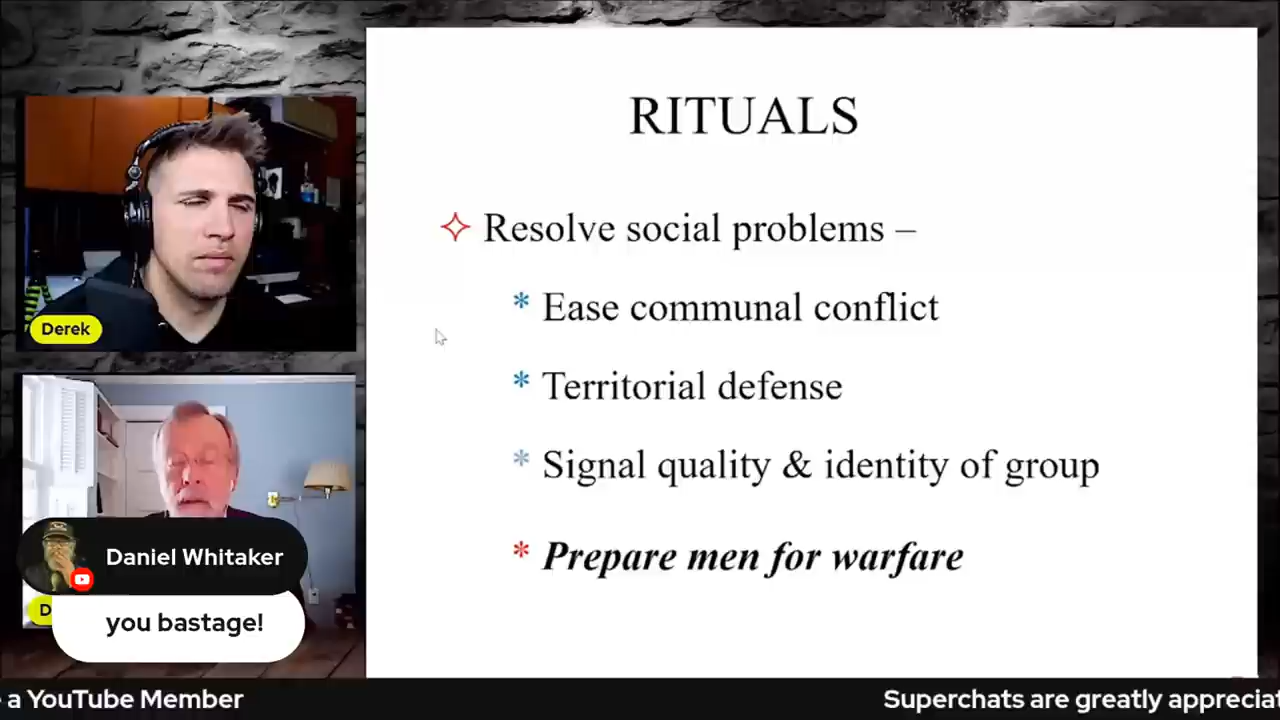 RITUALS
Resolve social problems –
* Ease communal conflict
* Territorial defense
* Signal quality & identity of group
* Prepare men for warfare
Derek
D
Daniel Whitaker
you bastage!
a YouTube Member
Superchats are greatly appreciat